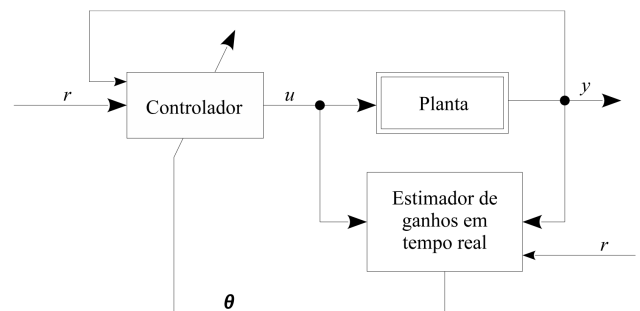 r
Controlador
u
Planta
y
Estimador de
ganhos em
tempo real
r
θ